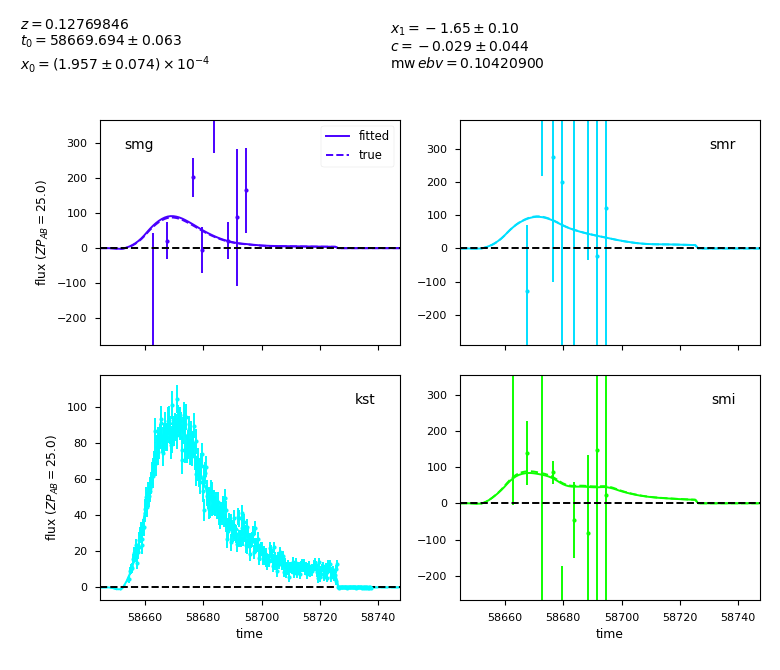 z = 0.12769846
t₀ = 58669.694 ± 0.063
x₀ = (1.957 ± 0.074) × 10⁻⁴
x₁ = −1.65 ± 0.10
c = −0.029 ± 0.044
mw ebv = 0.10420900
smg
fitted
true
300
200
100
0
−100
−200
flux (ZP_AB = 25.0)
smr
300
200
100
0
−100
−200
kst
100
80
60
40
20
0
flux (ZP_AB = 25.0)
58660 58680 58700 58720 58740
time
smi
300
200
100
0
−100
−200
58660 58680 58700 58720 58740
time